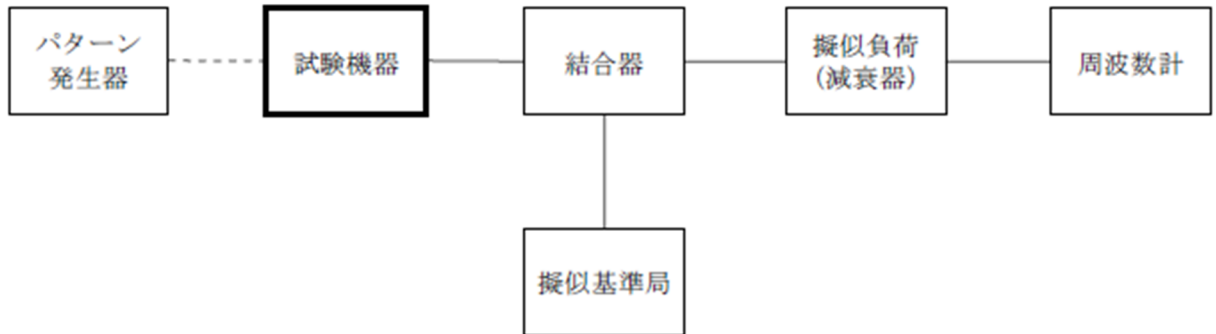 パターン
発生器
試験機器
結合器
擬似負荷
(減衰器)
周波数計
擬似基準局